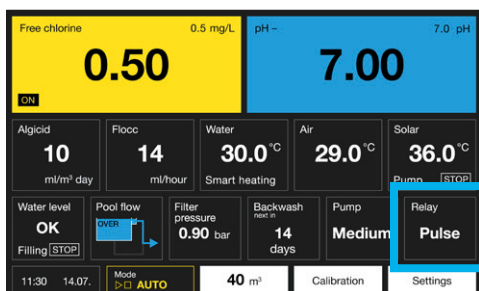 Free chlorine 0.5 mg/L
0.50
ON
pH – 7.0 pH
7.00
Algicid
10
ml/m³ day
Flocc
14
ml/hour
Water
30.0°C
Smart heating
Air
29.0°C
Solar
36.0°C
Pump STOP
Water level
OK
Filling STOP
Pool flow
OVER
Filter
pressure
0.90 bar
Backwash
next in
14
days
Pump
Medium
Relay
Pulse
11:30 14.07.
Mode
AUTO
40 m³
Calibration
Settings